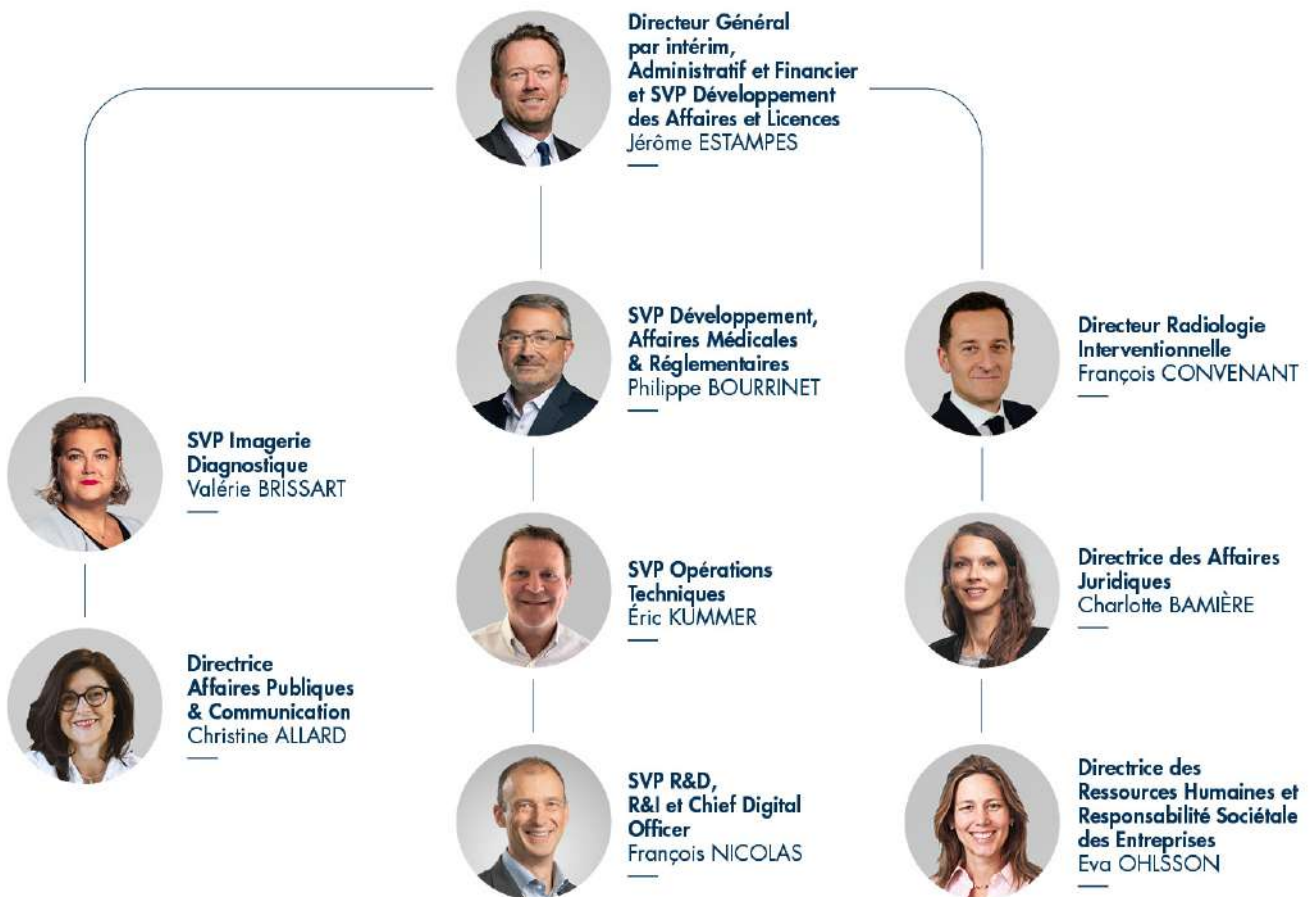 Directeur Général
par intérim,
Administratif et Financier
et SVP Développement
des Affaires et Licences
Jérôme ESTAMPES
SVP Imagerie
Diagnostique
Valérie BRISSART
Directrice
Affaires Publiques
& Communication
Christine ALLARD
SVP Développement,
Affaires Médicales
& Réglementaires
Philippe BOURRINET
SVP Opérations
Techniques
Éric KUMMER
SVP R&D,
R&I et Chief Digital
Officer
François NICOLAS
Directeur Radiologie
Interventionnelle
François CONVENANT
Directrice des Affaires
Juridiques
Charlotte BAMIÈRE
Directrice des
Ressources Humaines et
Responsabilité Sociétale
des Entreprises
Eva OHLSSON